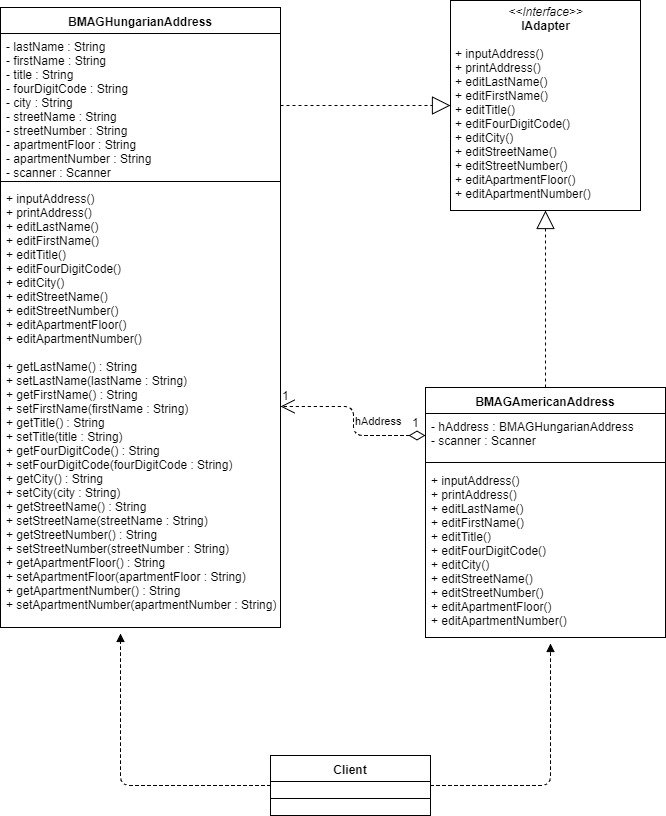 BMAGHungarianAddress
- lastName : String
- firstName : String
- title : String
- fourDigitCode : String
- city : String
- streetName : String
- streetNumber : String
- apartmentFloor : String
- apartmentNumber : String
- scanner : Scanner
+ inputAddress()
+ printAddress()
+ editLastName()
+ editFirstName()
+ editTitle()
+ editFourDigitCode()
+ editCity()
+ editStreetName()
+ editStreetNumber()
+ editApartmentFloor()
+ editApartmentNumber()
+ getLastName() : String
+ setLastName(lastName : String)
+ getFirstName() : String
+ setFirstName(firstName : String)
+ getTitle() : String
+ setTitle(title : String)
+ getFourDigitCode() : String
+ setFourDigitCode(fourDigitCode : String)
+ getCity() : String
+ setCity(city : String)
+ getStreetName() : String
+ setStreetName(streetName : String)
+ getStreetNumber() : String
+ setStreetNumber(streetNumber : String)
+ getApartmentFloor() : String
+ setApartmentFloor(apartmentFloor : String)
+ getApartmentNumber() : String
+ setApartmentNumber(apartmentNumber : String)
<<Interface>>
IAdapter
+ inputAddress()
+ printAddress()
+ editLastName()
+ editFirstName()
+ editTitle()
+ editFourDigitCode()
+ editCity()
+ editStreetName()
+ editStreetNumber()
+ editApartmentFloor()
+ editApartmentNumber()
1
hAddress
1
BMAGAmericanAddress
- hAddress : BMAGHungarianAddress
- scanner : Scanner
+ inputAddress()
+ printAddress()
+ editLastName()
+ editFirstName()
+ editTitle()
+ editFourDigitCode()
+ editCity()
+ editStreetName()
+ editStreetNumber()
+ editApartmentFloor()
+ editApartmentNumber()
Client